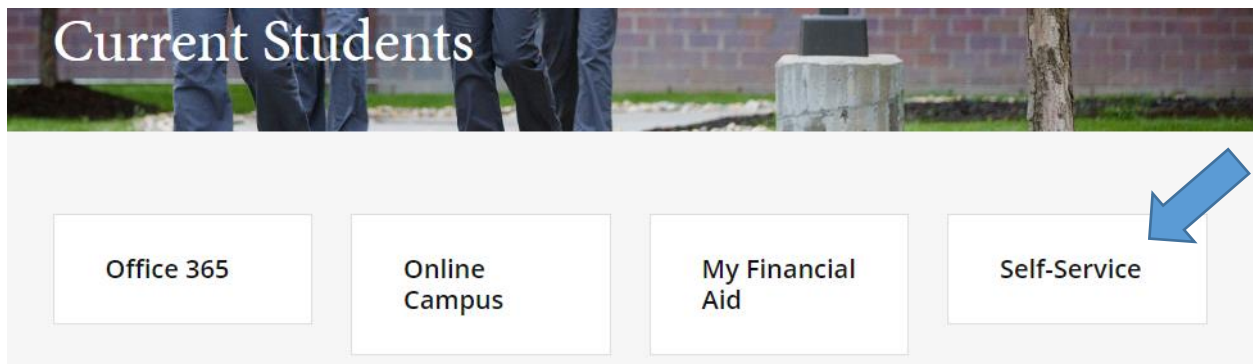 Current Students
Office 365
Online
Campus
My Financial
Aid
Self-Service